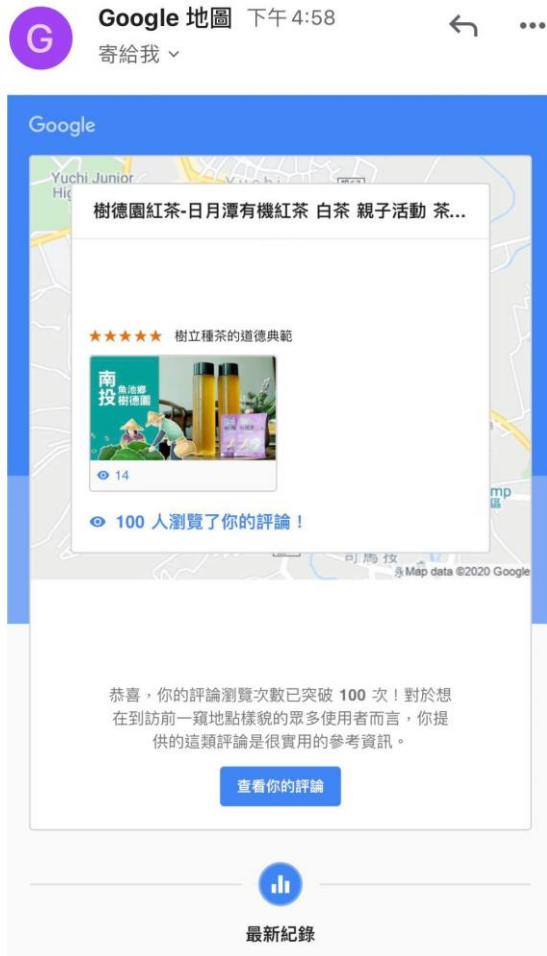 G
Google 地圖 下午 4:58
寄給我
Google
Yuchi Junior
Yuchi
樹德園紅茶-日月潭有機紅茶 白茶 親子活動 茶...
★★★★★ 樹立種茶的道德典範
南投 魚池鄉 樹德園
14
100 人瀏覽了你的評論！
司馬按
Map data ©2020 Google
恭喜，你的評論瀏覽次數已突破 100 次！對於想
在到訪前一窺地點樣貌的眾多使用者而言，你提
供的這類評論是很實用的參考資訊。
查看你的評論
最新紀錄